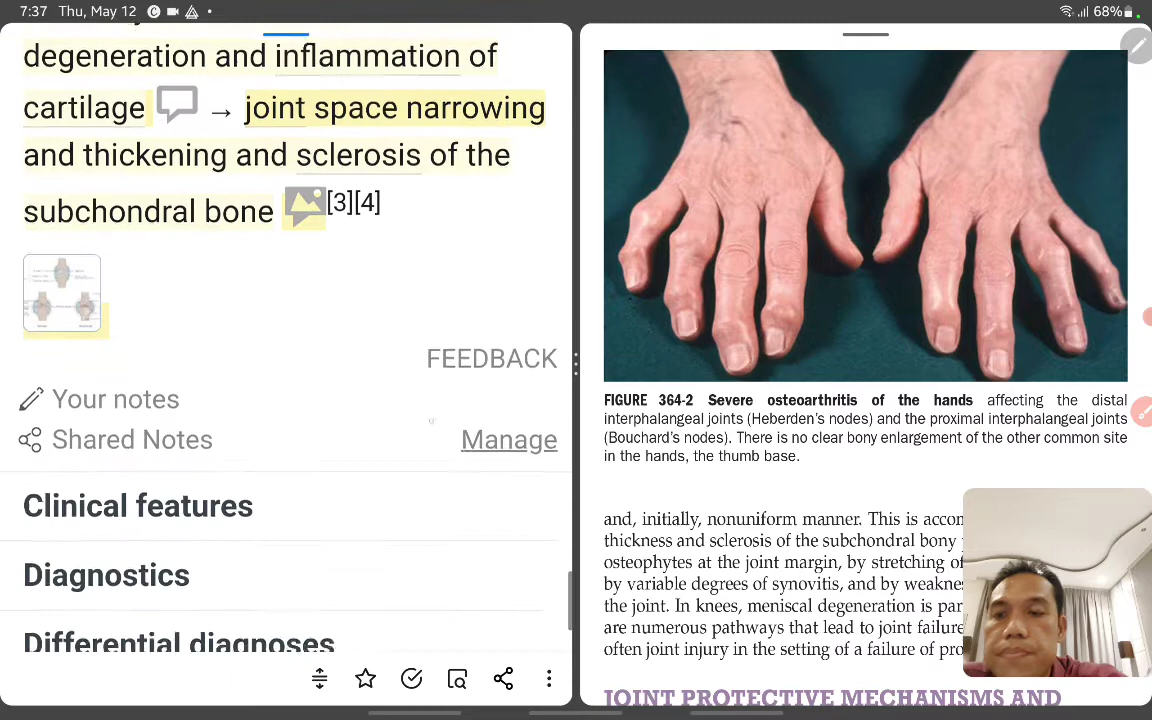 7:37 Thu, May 12
68%
degeneration and inflammation of
cartilage → joint space narrowing
and thickening and sclerosis of the
subchondral bone [3][4]
FEEDBACK
Your notes
Shared Notes
Manage
Clinical features
Diagnostics
Differential diagnoses
FIGURE 364-2 Severe osteoarthritis of the hands affecting the distal
interphalangeal joints (Heberden's nodes) and the proximal interphalangeal joints
(Bouchard's nodes). There is no clear bony enlargement of the other common site
in the hands, the thumb base.
and, initially, nonuniform manner. This is accom
thickness and sclerosis of the subchondral bony
osteophytes at the joint margin, by stretching of
by variable degrees of synovitis, and by weaknes
the joint. In knees, meniscal degeneration is par
are numerous pathways that lead to joint failure
often joint injury in the setting of a failure of pro
JOINT PROTECTIVE MECHANISMS AND